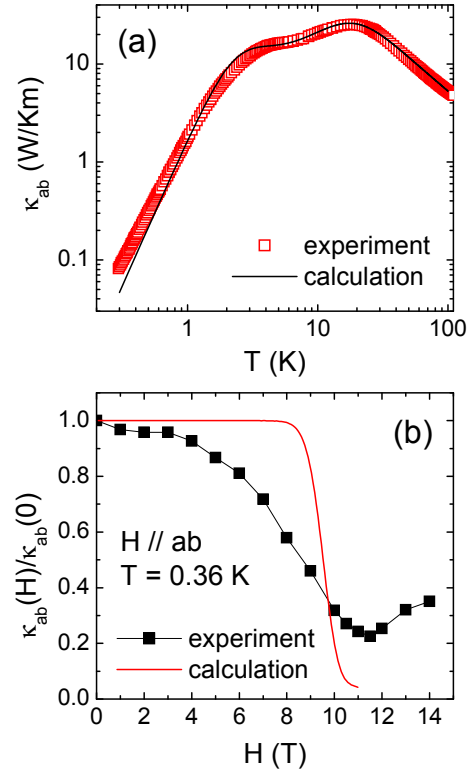 (a)
κab (W/Km)
10
1
0.1
experiment
calculation
1
10
100
T (K)
(b)
κab(H)/κab(0)
1.0
0.8
0.6
0.4
0.2
0.0
H // ab
T = 0.36 K
experiment
calculation
0 2 4 6 8 10 12 14
H (T)